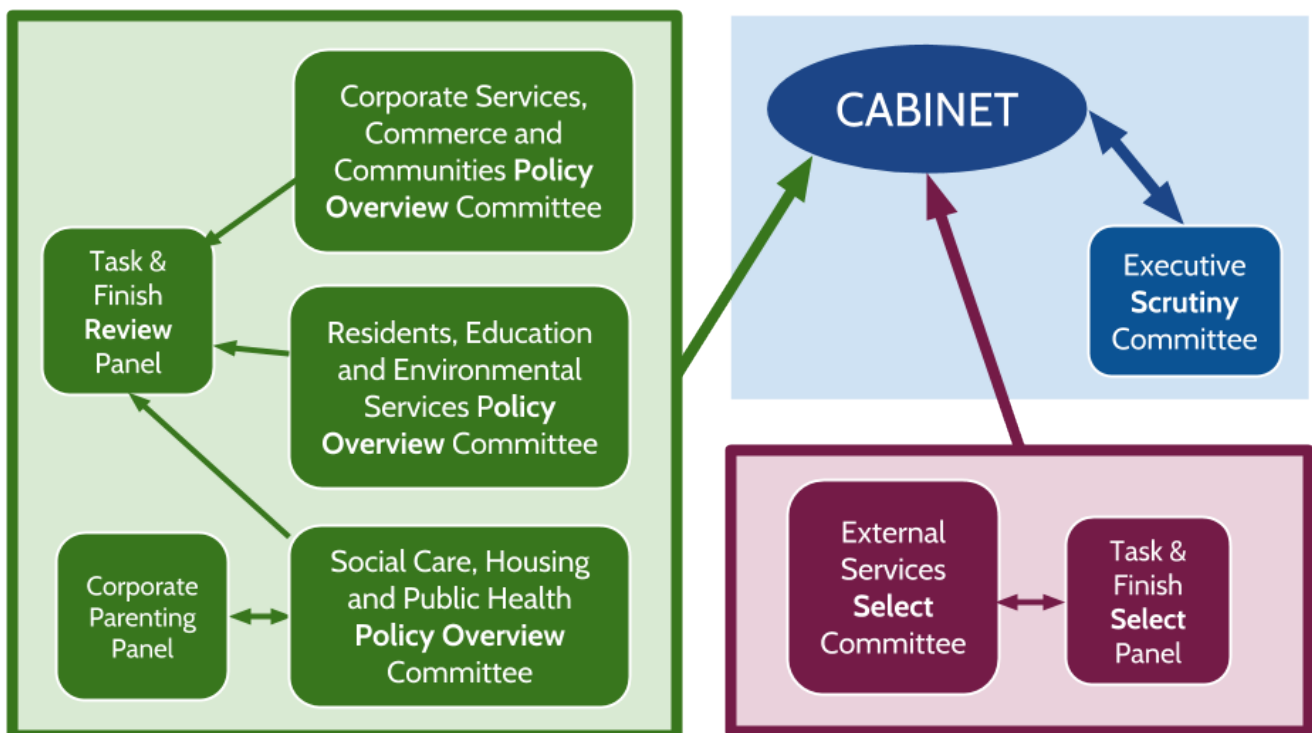 Corporate Services,
Commerce and
Communities Policy
Overview Committee
Task &
Finish
Review
Panel
Residents, Education
and Environmental
Services Policy
Overview Committee
Corporate
Parenting
Panel
Social Care, Housing
and Public Health
Policy Overview
Committee
CABINET
Executive
Scrutiny
Committee
External
Services
Select
Committee
Task &
Finish
Select
Panel